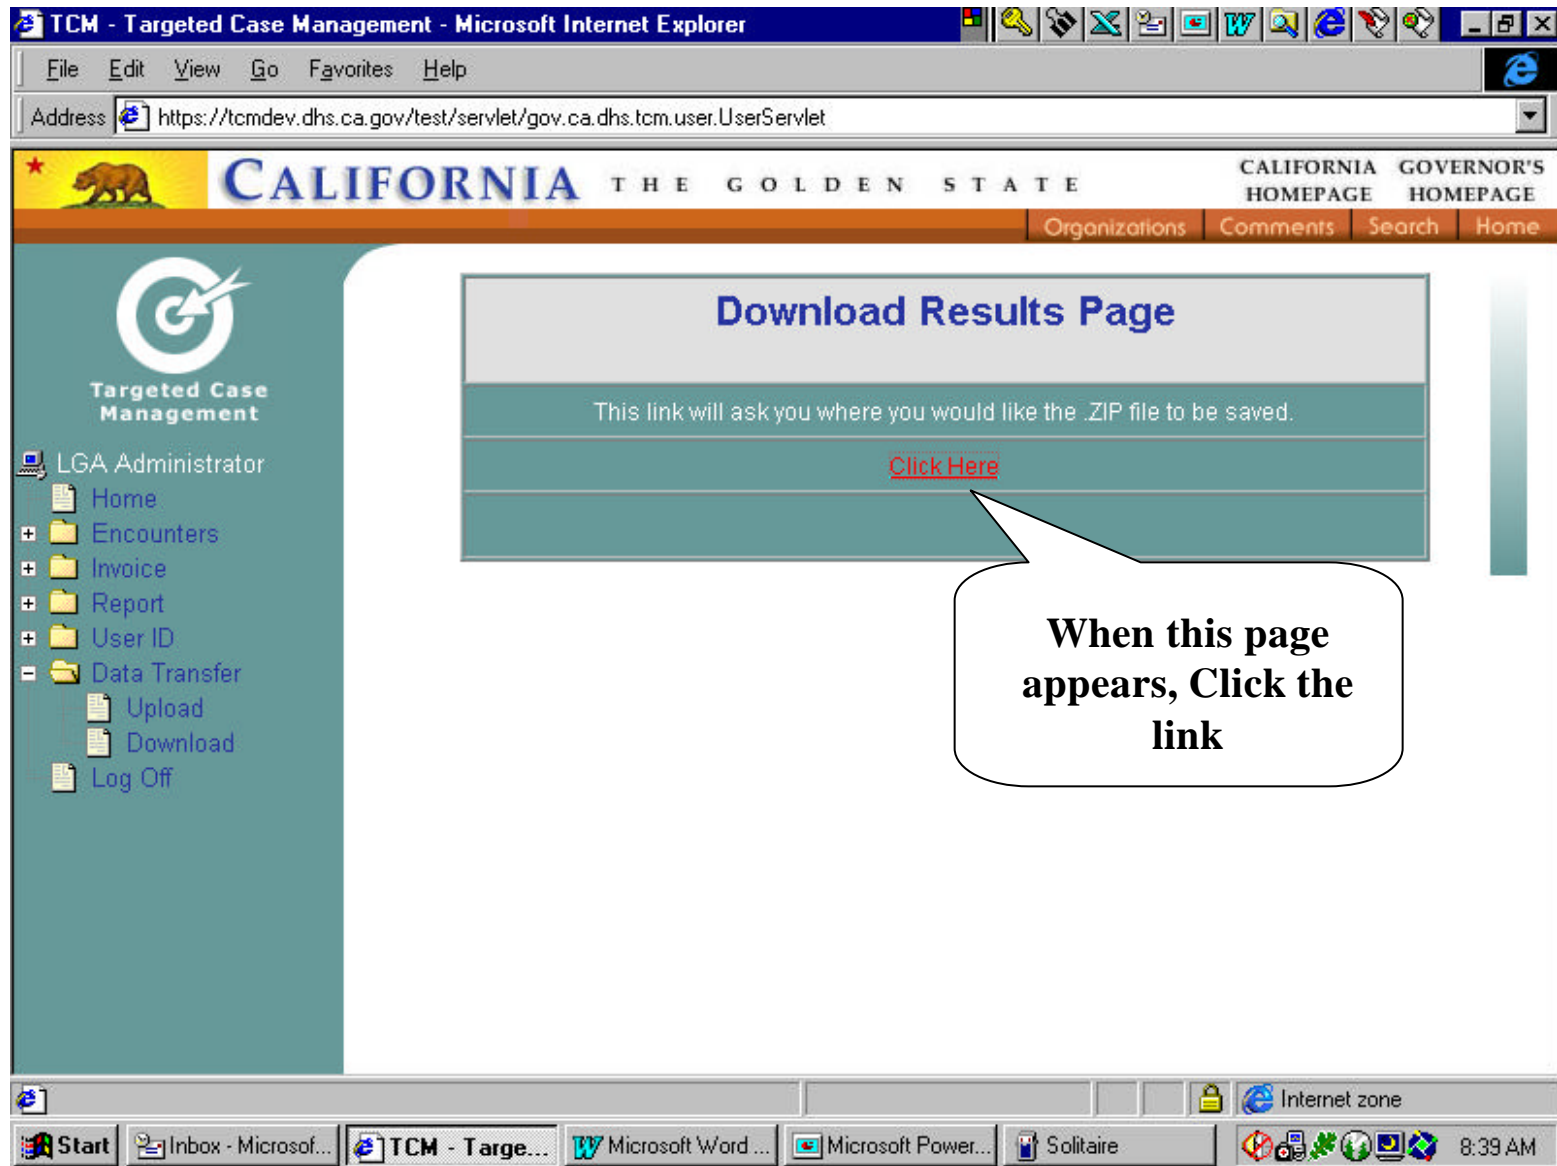 TCM - Targeted Case Management - Microsoft Internet Explorer
File Edit View Go Favorites Help
Address https://tcmdev.dhs.ca.gov/test/servlet/gov.ca.dhs.tcm.user.UserServlet
CALIFORNIA THE GOLDEN STATE
CALIFORNIA HOMEPAGE
GOVERNOR'S HOMEPAGE
Organizations Comments Search Home
Targeted Case
Management
LGA Administrator
Home
Encounters
Invoice
Report
User ID
Data Transfer
Upload
Download
Log Off
Download Results Page
This link will ask you where you would like the .ZIP file to be saved.
Click Here
When this page
appears, Click the
link
Internet zone
Start Inbox - Microsof... TCM - Targe... Microsoft Word ... Microsoft Power... Solitaire 8:39 AM